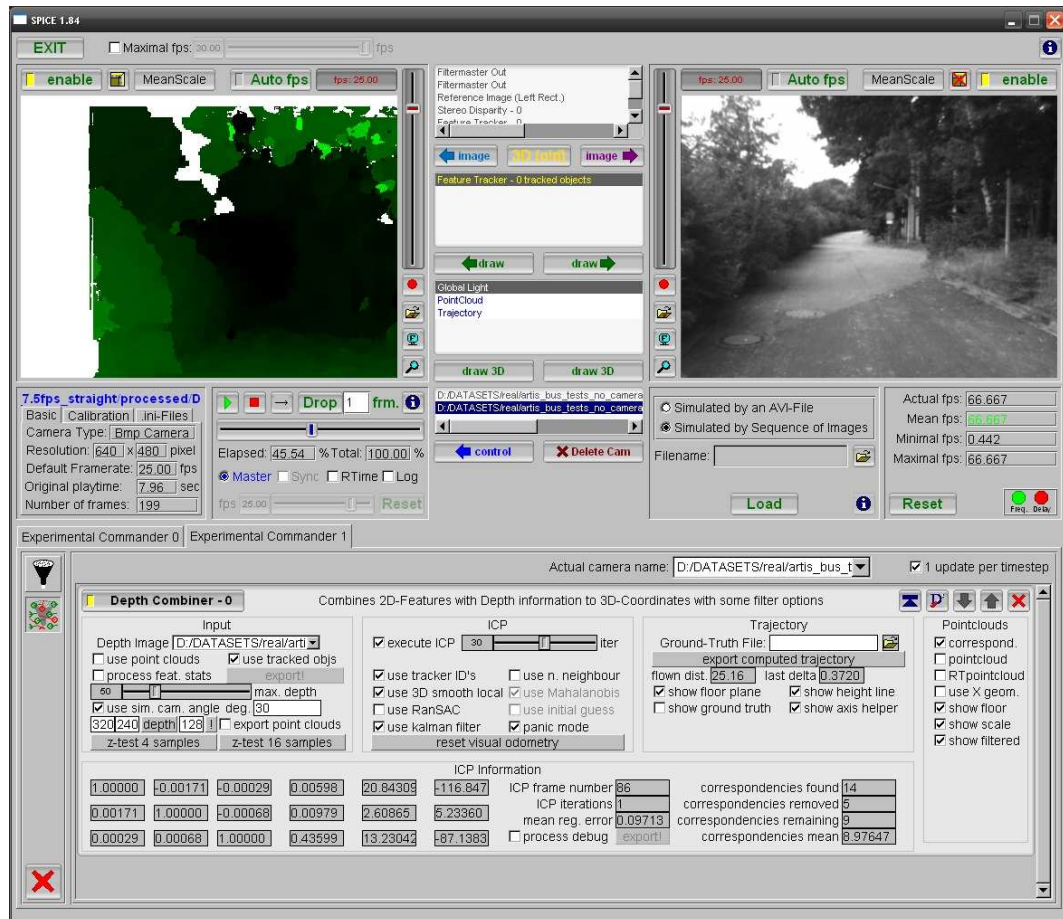 SPICE 1.84
EXIT
Maximal fps: 30.00 fps
enable MeanScale Auto fps fps: 25.00
Filtermaster Out
Filtermaster Out
Reference Image (Left Rect.)
Stereo Disparity - 0
Feature Tracker - 0
image image
Feature Tracker - 0 tracked objects
draw draw
Global Light
PointCloud
Trajectory
draw 3D draw 3D
fps: 25.00 Auto fps MeanScale enable
7.5fps_straight/processed/D
Basic Calibration .ini-Files
Camera Type: Bmp Camera
Resolution: 640 x 480 pixel
Default Framerate: 25.00 fps
Original playtime: 7.96 sec
Number of frames: 199
Drop 1 frm.
Elapsed: 45.54 % Total: 100.00 %
Master Sync RTime Log
fps 25.00 Reset
D:/DATASETS/real/artis_bus_tests_no_camera
D:/DATASETS/real/artis_bus_tests_no_camera
control Delete Cam
Simulated by an AVI-File
Simulated by Sequence of Images
Filename:
Load
Actual fps: 66.667
Mean fps: 66.667
Minimal fps: 0.442
Maximal fps: 66.667
Reset
Freq. Delay
Experimental Commander 0 Experimental Commander 1
Actual camera name: D:/DATASETS/real/artis_bus_t 1 update per timestep
Depth Combiner - 0 Combines 2D-Features with Depth information to 3D-Coordinates with some filter options
Input
Depth Image D:/DATASETS/real/arti
use point clouds use tracked objs
process feat. stats export!
50 max. depth
use sim. cam. angle deg. 30
320 240 depth 128 ! export point clouds
z-test 4 samples z-test 16 samples
ICP
execute ICP 30 iter
use tracker ID's use n. neighbour
use 3D smooth local use Mahalanobis
use RanSAC use initial guess
use kalman filter panic mode
reset visual odometry
Trajectory
Ground-Truth File:
export computed trajectory
flown dist. 25.16 last delta 0.3720
show floor plane show height line
show ground truth show axis helper
Pointclouds
correspond.
pointcloud
RTpointcloud
use X geom.
show floor
show scale
show filtered
ICP Information
1.00000 -0.00171 -0.00029 0.00598 20.84309 -116.847
0.00171 1.00000 -0.00068 0.00979 2.60865 5.23360
0.00029 0.00068 1.00000 0.43599 13.23042 -87.1383
ICP frame number 86
ICP iterations 1
mean reg. error 0.09713
process debug export!
correspondencies found 14
correspondencies removed 5
correspondencies remaining 9
correspondencies mean 8.97647